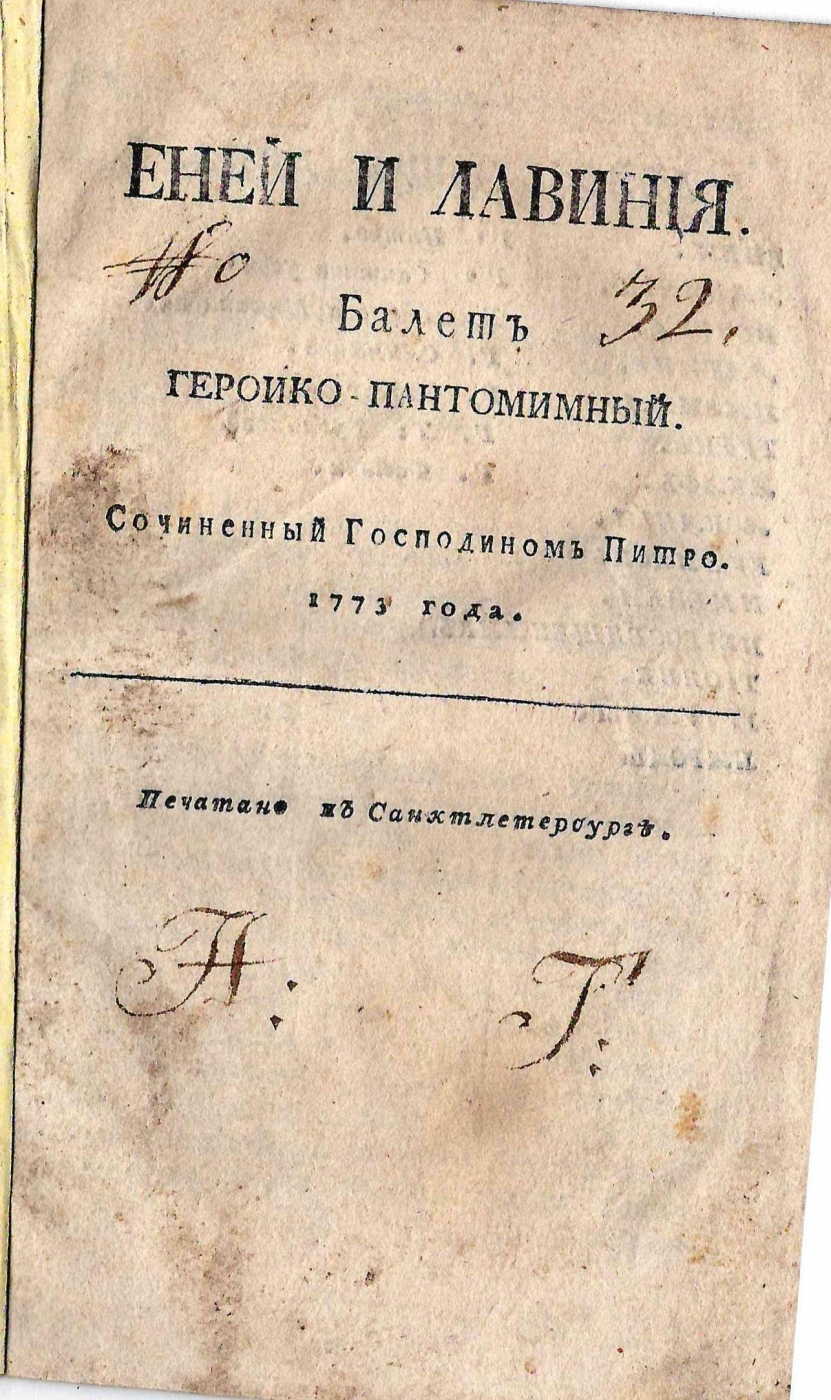 ЕНЕЙ И ЛАВИНІЯ.
No 32.
Балетъ
ГЕРОИКО-ПАНТОМИМНЫЙ.
Сочиненный Господиномъ Питро.
1773 года.
Печатано въ Санктпетербургѣ.
Н: Г: